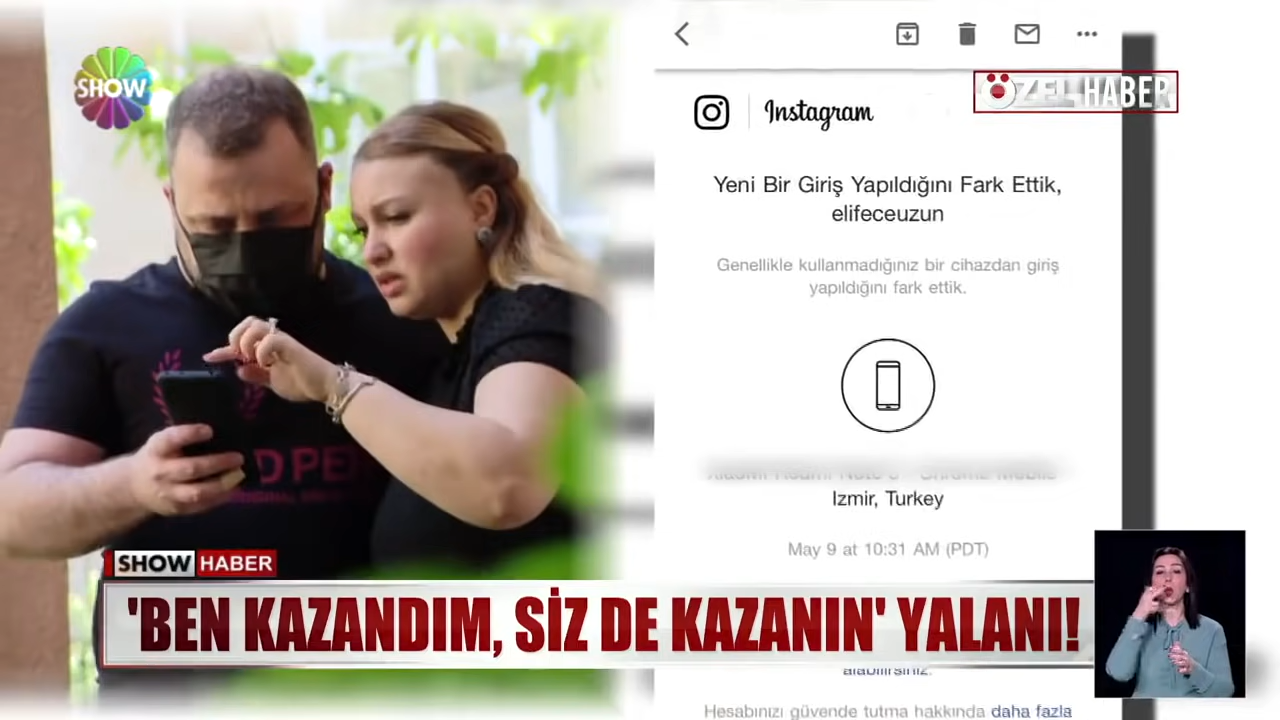 SHOW
ÖZEL HABER
Instagram
Yeni Bir Giriş Yapıldığını Fark Ettik,
elifeceuzun
Genellikle kullanmadığınız bir cihazdan giriş
yapıldığını fark ettik.
Izmir, Turkey
May 9 at 10:31 AM (PDT)
SHOW HABER
'BEN KAZANDIM, SİZ DE KAZANIN' YALANI!
alabilirsiniz.
Hesabınızı güvende tutma hakkında daha fazla